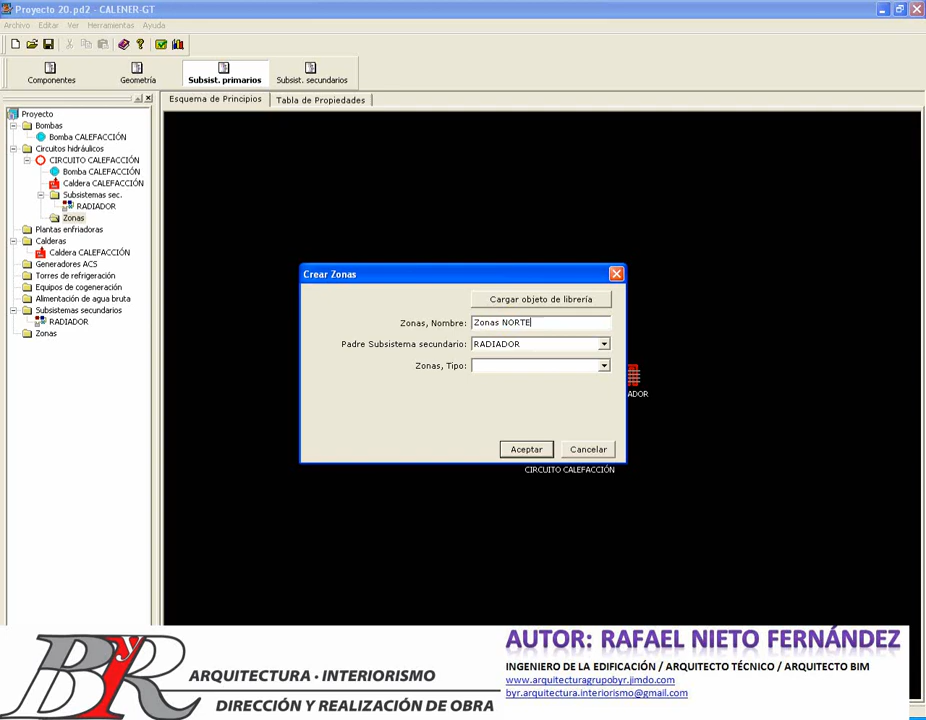 Proyecto 20.pd2 - CALENER-GT
Archivo Editar Ver Herramientas Ayuda
Componentes Geometría Subsist. primarios Subsist. secundarios
Esquema de Principios Tabla de Propiedades
Proyecto
Bombas
Bomba CALEFACCIÓN
Circuitos hidráulicos
CIRCUITO CALEFACCIÓN
Bomba CALEFACCIÓN
Caldera CALEFACCIÓN
Subsistemas sec.
RADIADOR
Zonas
Plantas enfriadoras
Calderas
Caldera CALEFACCIÓN
Generadores ACS
Torres de refrigeración
Equipos de cogeneración
Alimentación de agua bruta
Subsistemas secundarios
RADIADOR
Zonas
Crear Zonas
Cargar objeto de librería
Zonas, Nombre: Zonas NORTE
Padre Subsistema secundario: RADIADOR
Zonas, Tipo:
Aceptar Cancelar
ADOR
CIRCUITO CALEFACCIÓN
ByR
ARQUITECTURA · INTERIORISMO
DIRECCIÓN Y REALIZACIÓN DE OBRA
AUTOR: RAFAEL NIETO FERNÁNDEZ
INGENIERO DE LA EDIFICACIÓN / ARQUITECTO TÉCNICO / ARQUITECTO BIM
www.arquitecturagrupobyr.jimdo.com
byr.arquitectura.interiorismo@gmail.com